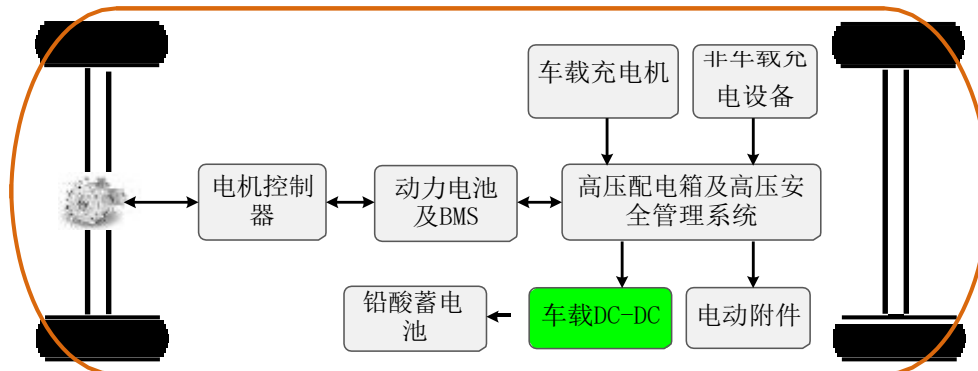 车载充电机
非车载充
电设备
电机控制
器
动力电池
及BMS
高压配电箱及高压安
全管理系统
铅酸蓄电
池
车载DC-DC
电动附件